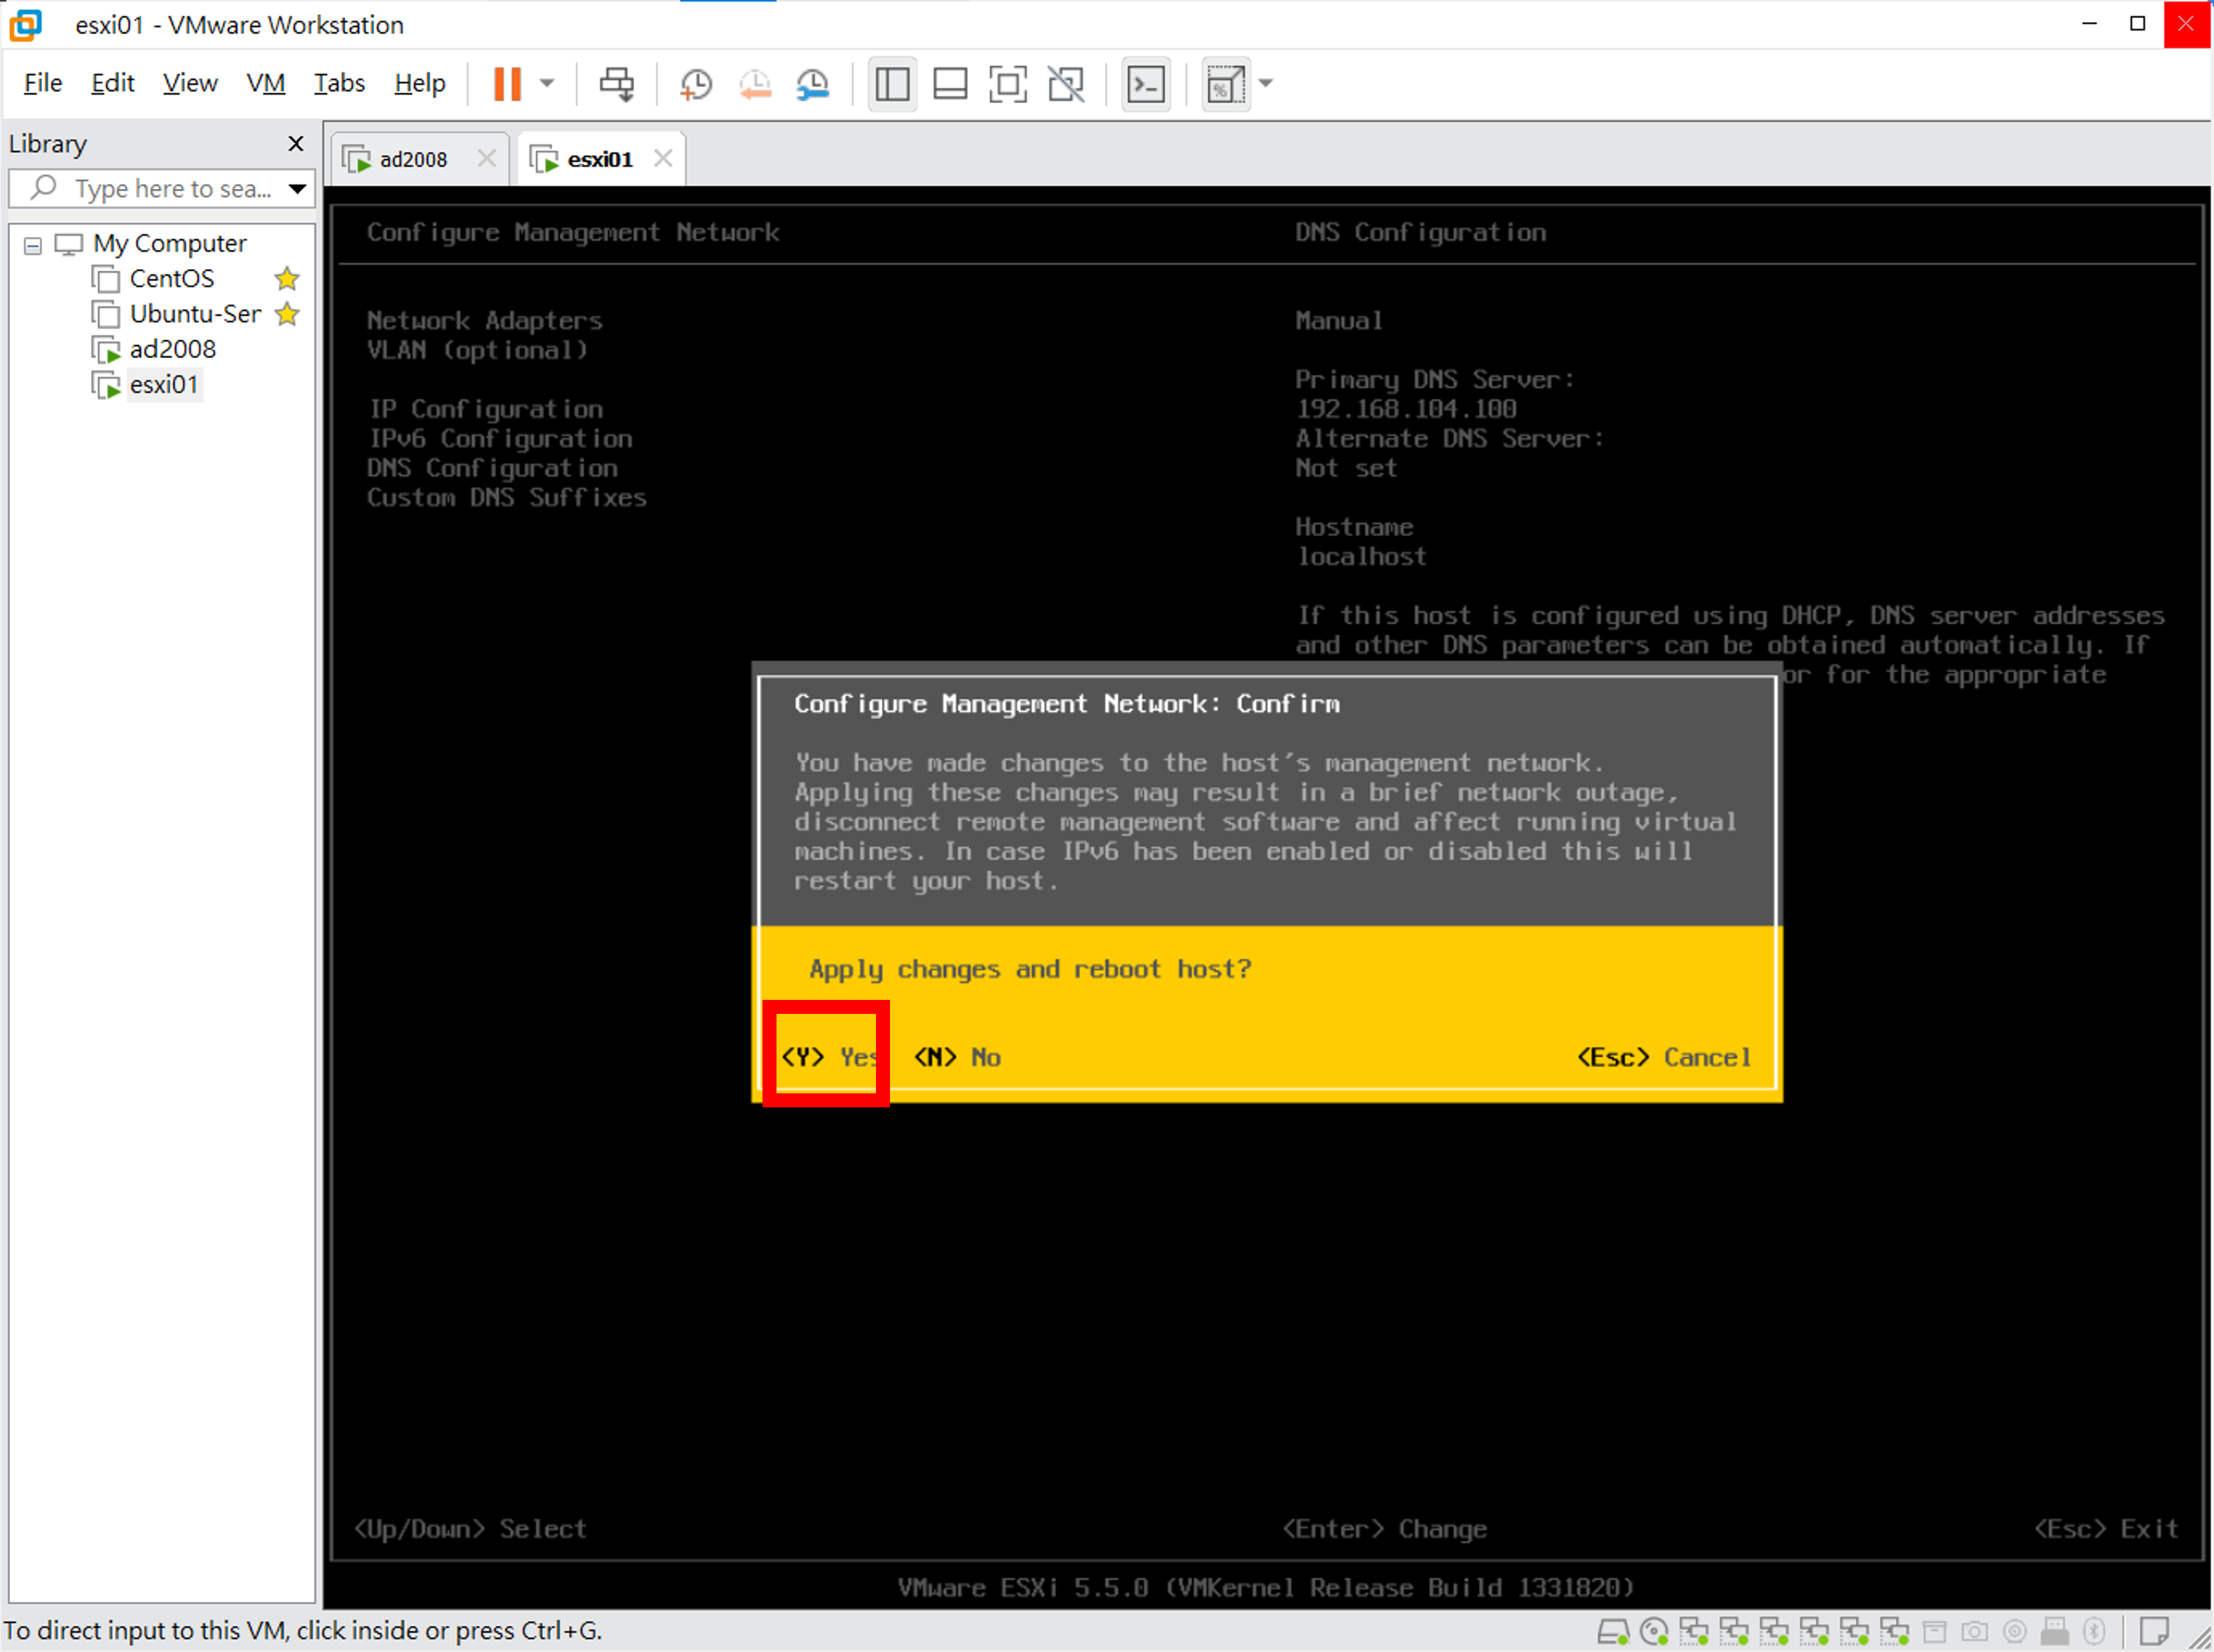 esxi01 - VMware Workstation
File Edit View VM Tabs Help
Library
Type here to sea...
My Computer
CentOS
Ubuntu-Ser
ad2008
esxi01
ad2008
esxi01
Configure Management Network
DNS Configuration
Network Adapters
VLAN (optional)
IP Configuration
IPv6 Configuration
DNS Configuration
Custom DNS Suffixes
Manual
Primary DNS Server:
192.168.104.100
Alternate DNS Server:
Not set
Hostname
localhost
If this host is configured using DHCP, DNS server addresses
and other DNS parameters can be obtained automatically. If
or for the appropriate
Configure Management Network: Confirm
You have made changes to the host's management network.
Applying these changes may result in a brief network outage,
disconnect remote management software and affect running virtual
machines. In case IPv6 has been enabled or disabled this will
restart your host.
Apply changes and reboot host?
<Y> Yes <N> No <Esc> Cancel
<Up/Down> Select <Enter> Change <Esc> Exit
VMware ESXi 5.5.0 (VMKernel Release Build 1331820)
To direct input to this VM, click inside or press Ctrl+G.